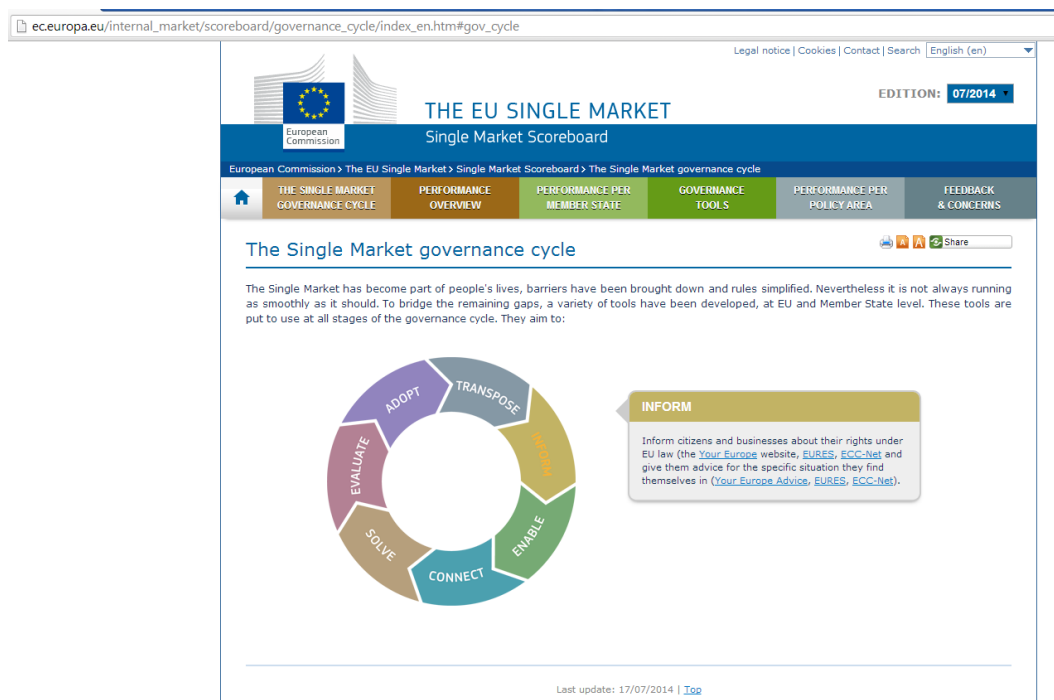 ec.europa.eu/internal_market/scoreboard/governance_cycle/index_en.htm#gov_cycle
Legal notice | Cookies | Contact | Search English (en)
European
Commission
THE EU SINGLE MARKET
EDITION: 07/2014
Single Market Scoreboard
European Commission > The EU Single Market > Single Market Scoreboard > The Single Market governance cycle
THE SINGLE MARKET
GOVERNANCE CYCLE
PERFORMANCE
OVERVIEW
PERFORMANCE PER
MEMBER STATE
GOVERNANCE
TOOLS
PERFORMANCE PER
POLICY AREA
FEEDBACK
& CONCERNS
The Single Market governance cycle
A A Share
The Single Market has become part of people's lives, barriers have been brought down and rules simplified. Nevertheless it is not always running
as smoothly as it should. To bridge the remaining gaps, a variety of tools have been developed, at EU and Member State level. These tools are
put to use at all stages of the governance cycle. They aim to:
ADOPT
TRANSPOSE
INFORM
ENABLE
CONNECT
SOLVE
EVALUATE
INFORM
Inform citizens and businesses about their rights under
EU law (the Your Europe website, EURES, ECC-Net and
give them advice for the specific situation they find
themselves in (Your Europe Advice, EURES, ECC-Net).
Last update: 17/07/2014 | Top